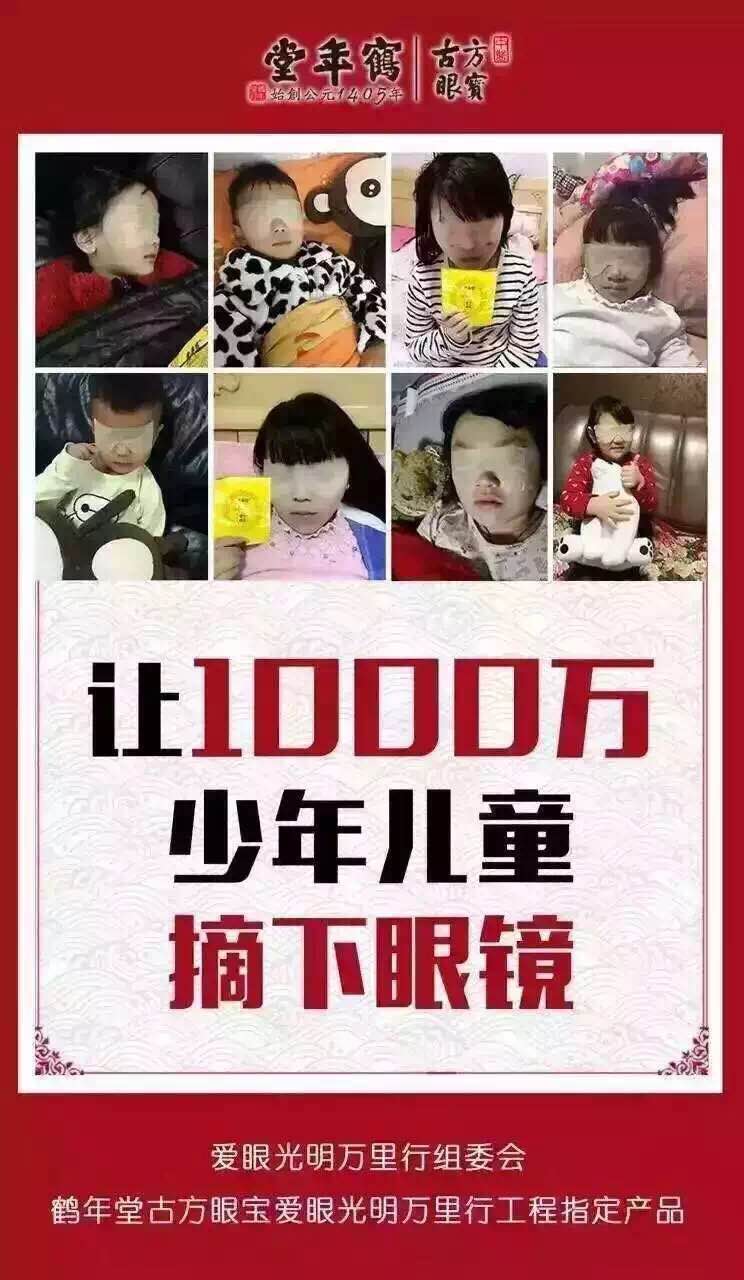 鶴年堂
始創公元1405年
古方
眼寶
让1000万
少年儿童
摘下眼镜
爱眼光明万里行组委会
鹤年堂古方眼宝爱眼光明万里行工程指定产品